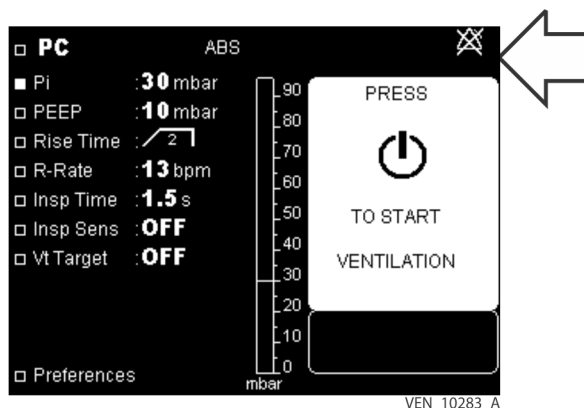 PC ABS
Pi :30 mbar
PEEP :10 mbar
Rise Time : 2
R-Rate :13 bpm
Insp Time :1.5 s
Insp Sens :OFF
Vt Target :OFF
Preferences
90
80
70
60
50
40
30
20
10
0
mbar
PRESS
TO START
VENTILATION
VEN_10283_A